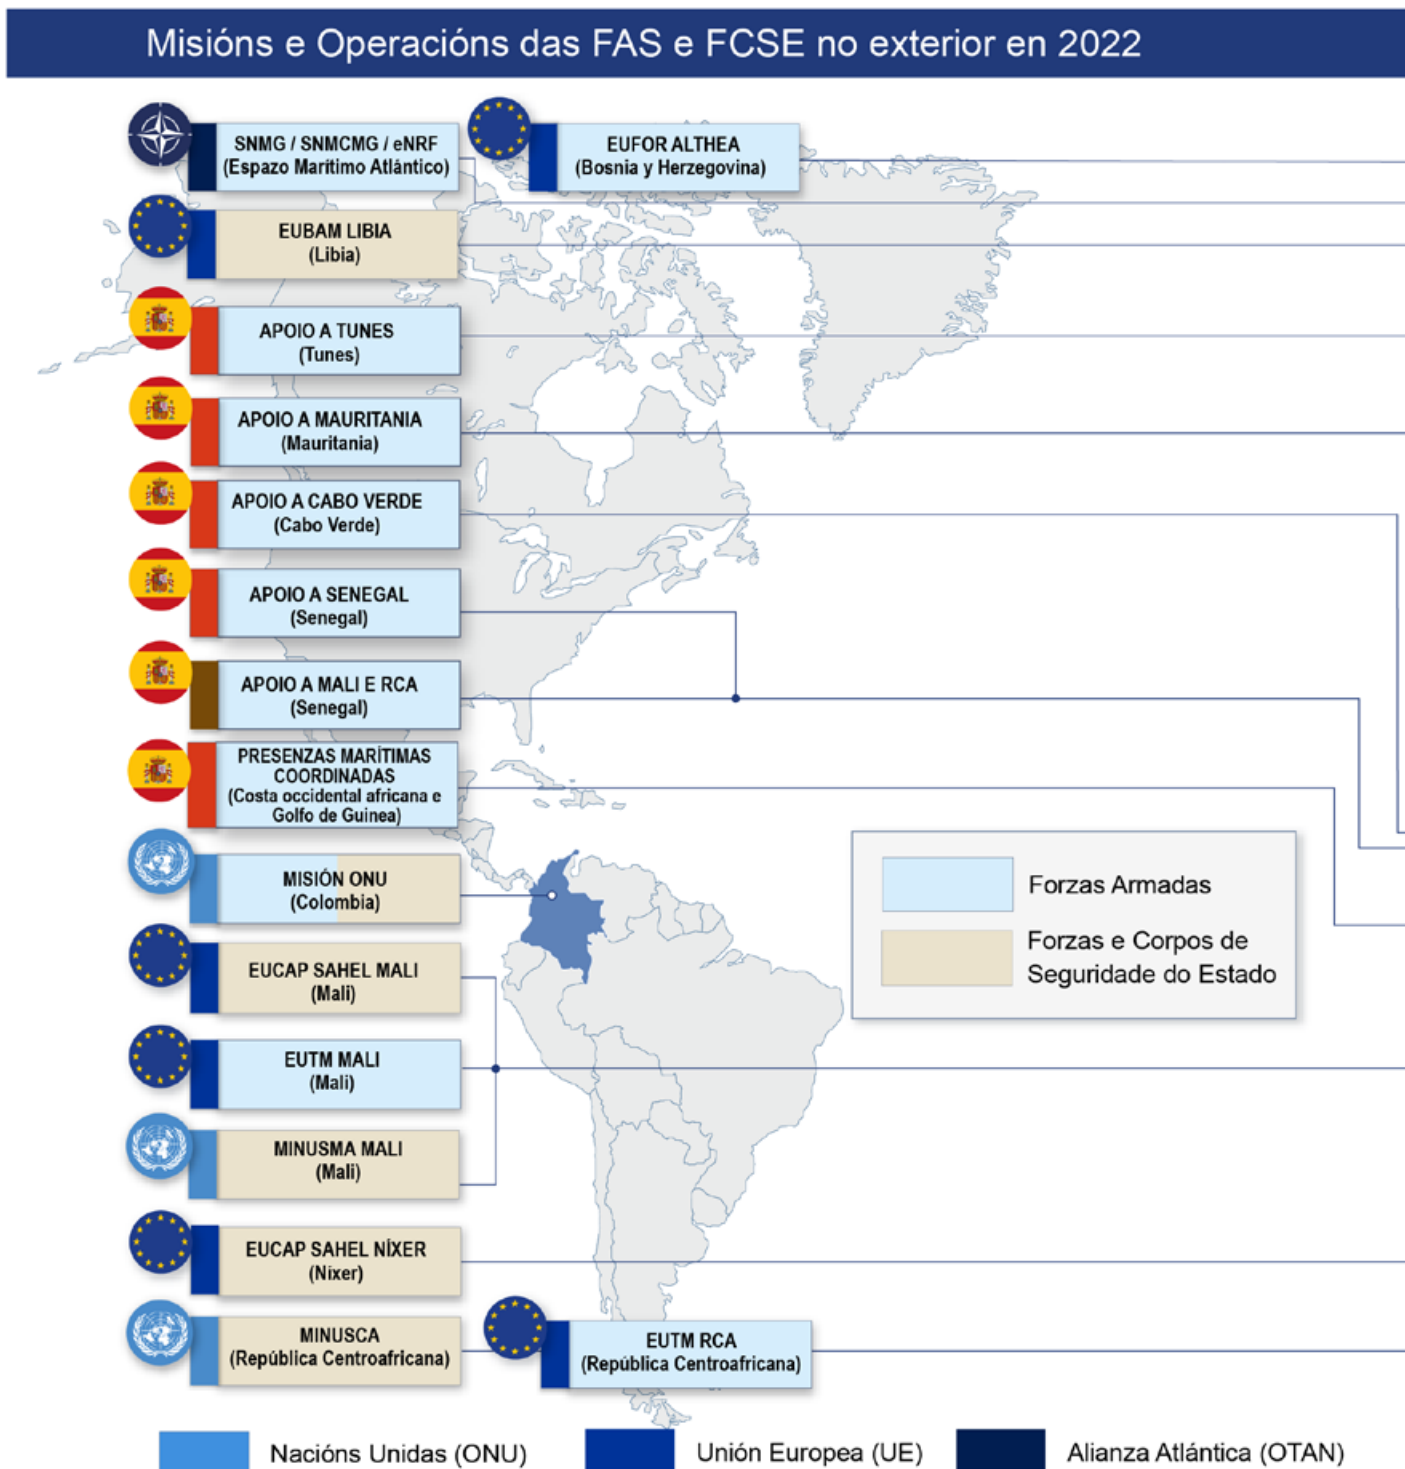 Misións e Operacións das FAS e FCSE no exterior en 2022
SNMG / SNMCMG / eNRF
(Espazo Marítimo Atlántico)
EUFOR ALTHEA
(Bosnia y Herzegovina)
EUBAM LIBIA
(Libia)
APOIO A TUNES
(Tunes)
APOIO A MAURITANIA
(Mauritania)
APOIO A CABO VERDE
(Cabo Verde)
APOIO A SENEGAL
(Senegal)
APOIO A MALI E RCA
(Senegal)
PRESENZAS MARÍTIMAS
COORDINADAS
(Costa occidental africana e
Golfo de Guinea)
MISIÓN ONU
(Colombia)
Forzas Armadas
Forzas e Corpos de
Seguridade do Estado
EUCAP SAHEL MALI
(Mali)
EUTM MALI
(Mali)
MINUSMA MALI
(Mali)
EUCAP SAHEL NÍXER
(Níxer)
MINUSCA
(República Centroafricana)
EUTM RCA
(República Centroafricana)
Nacións Unidas (ONU)
Unión Europea (UE)
Alianza Atlántica (OTAN)